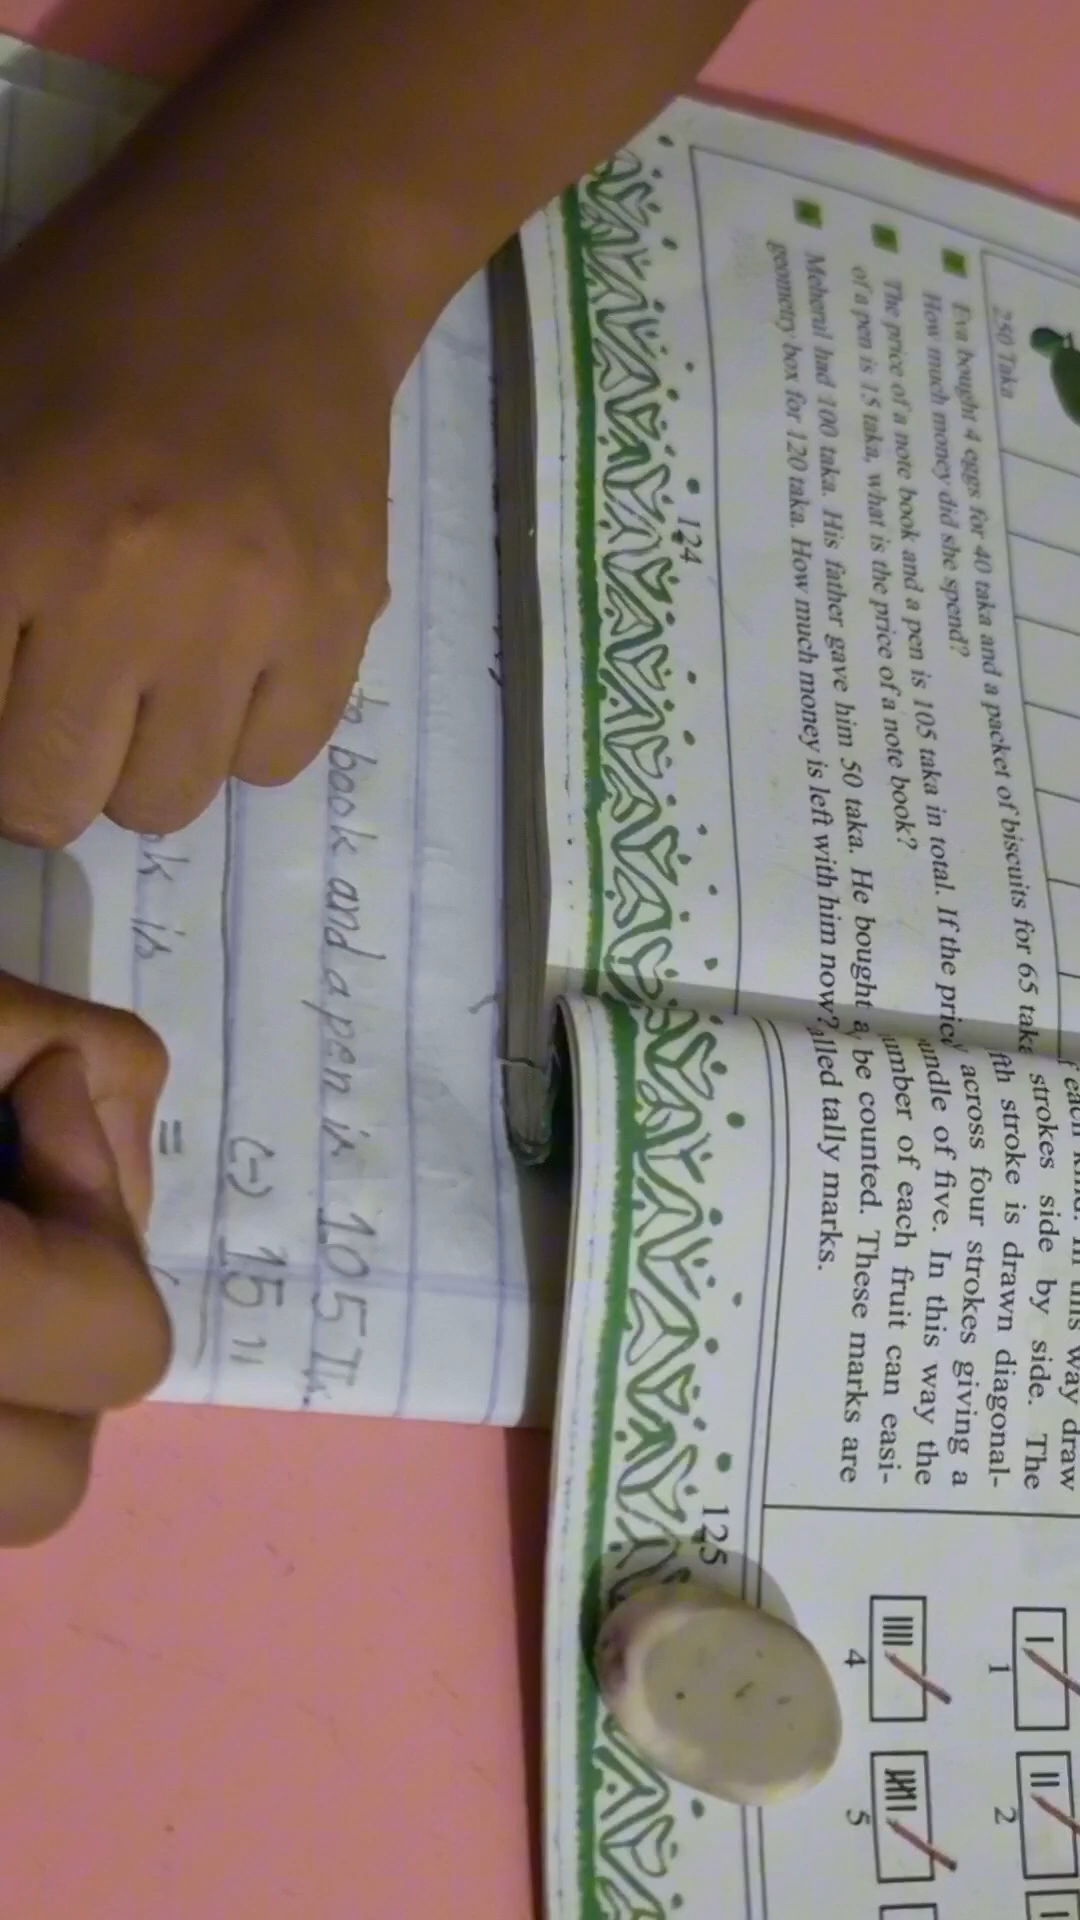 250 Taka
Eva bought 4 eggs for 40 taka and a packet of biscuits for 65 taka
How much money did she spend?
The price of a note book and a pen is 105 taka in total. If the price
of a pen is 15 taka, what is the price of a note book?
Meherul had 100 taka. His father gave him 50 taka. He bought a
geometry box for 120 taka. How much money is left with him now?
124
way draw
strokes side by side. The
fth stroke is drawn diagonal-
across four strokes giving a
undle of five. In this way the
umber of each fruit can easi-
be counted. These marks are
alled tally marks.
1
2
4
5
125
book and a pen is 105 Tk.
(-) 15 "
is =